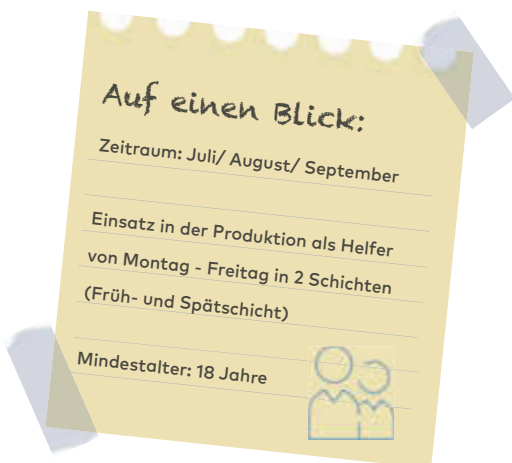 Auf einen Blick:
Zeitraum: Juli/ August/ September
Einsatz in der Produktion als Helfer
von Montag - Freitag in 2 Schichten
(Früh- und Spätschicht)
Mindestalter: 18 Jahre